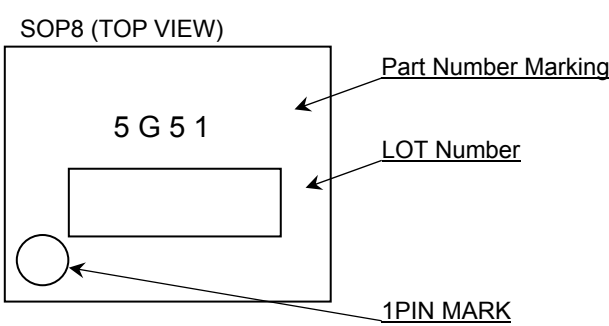 SOP8 (TOP VIEW)
Part Number Marking
5 G 5 1
LOT Number
1PIN MARK